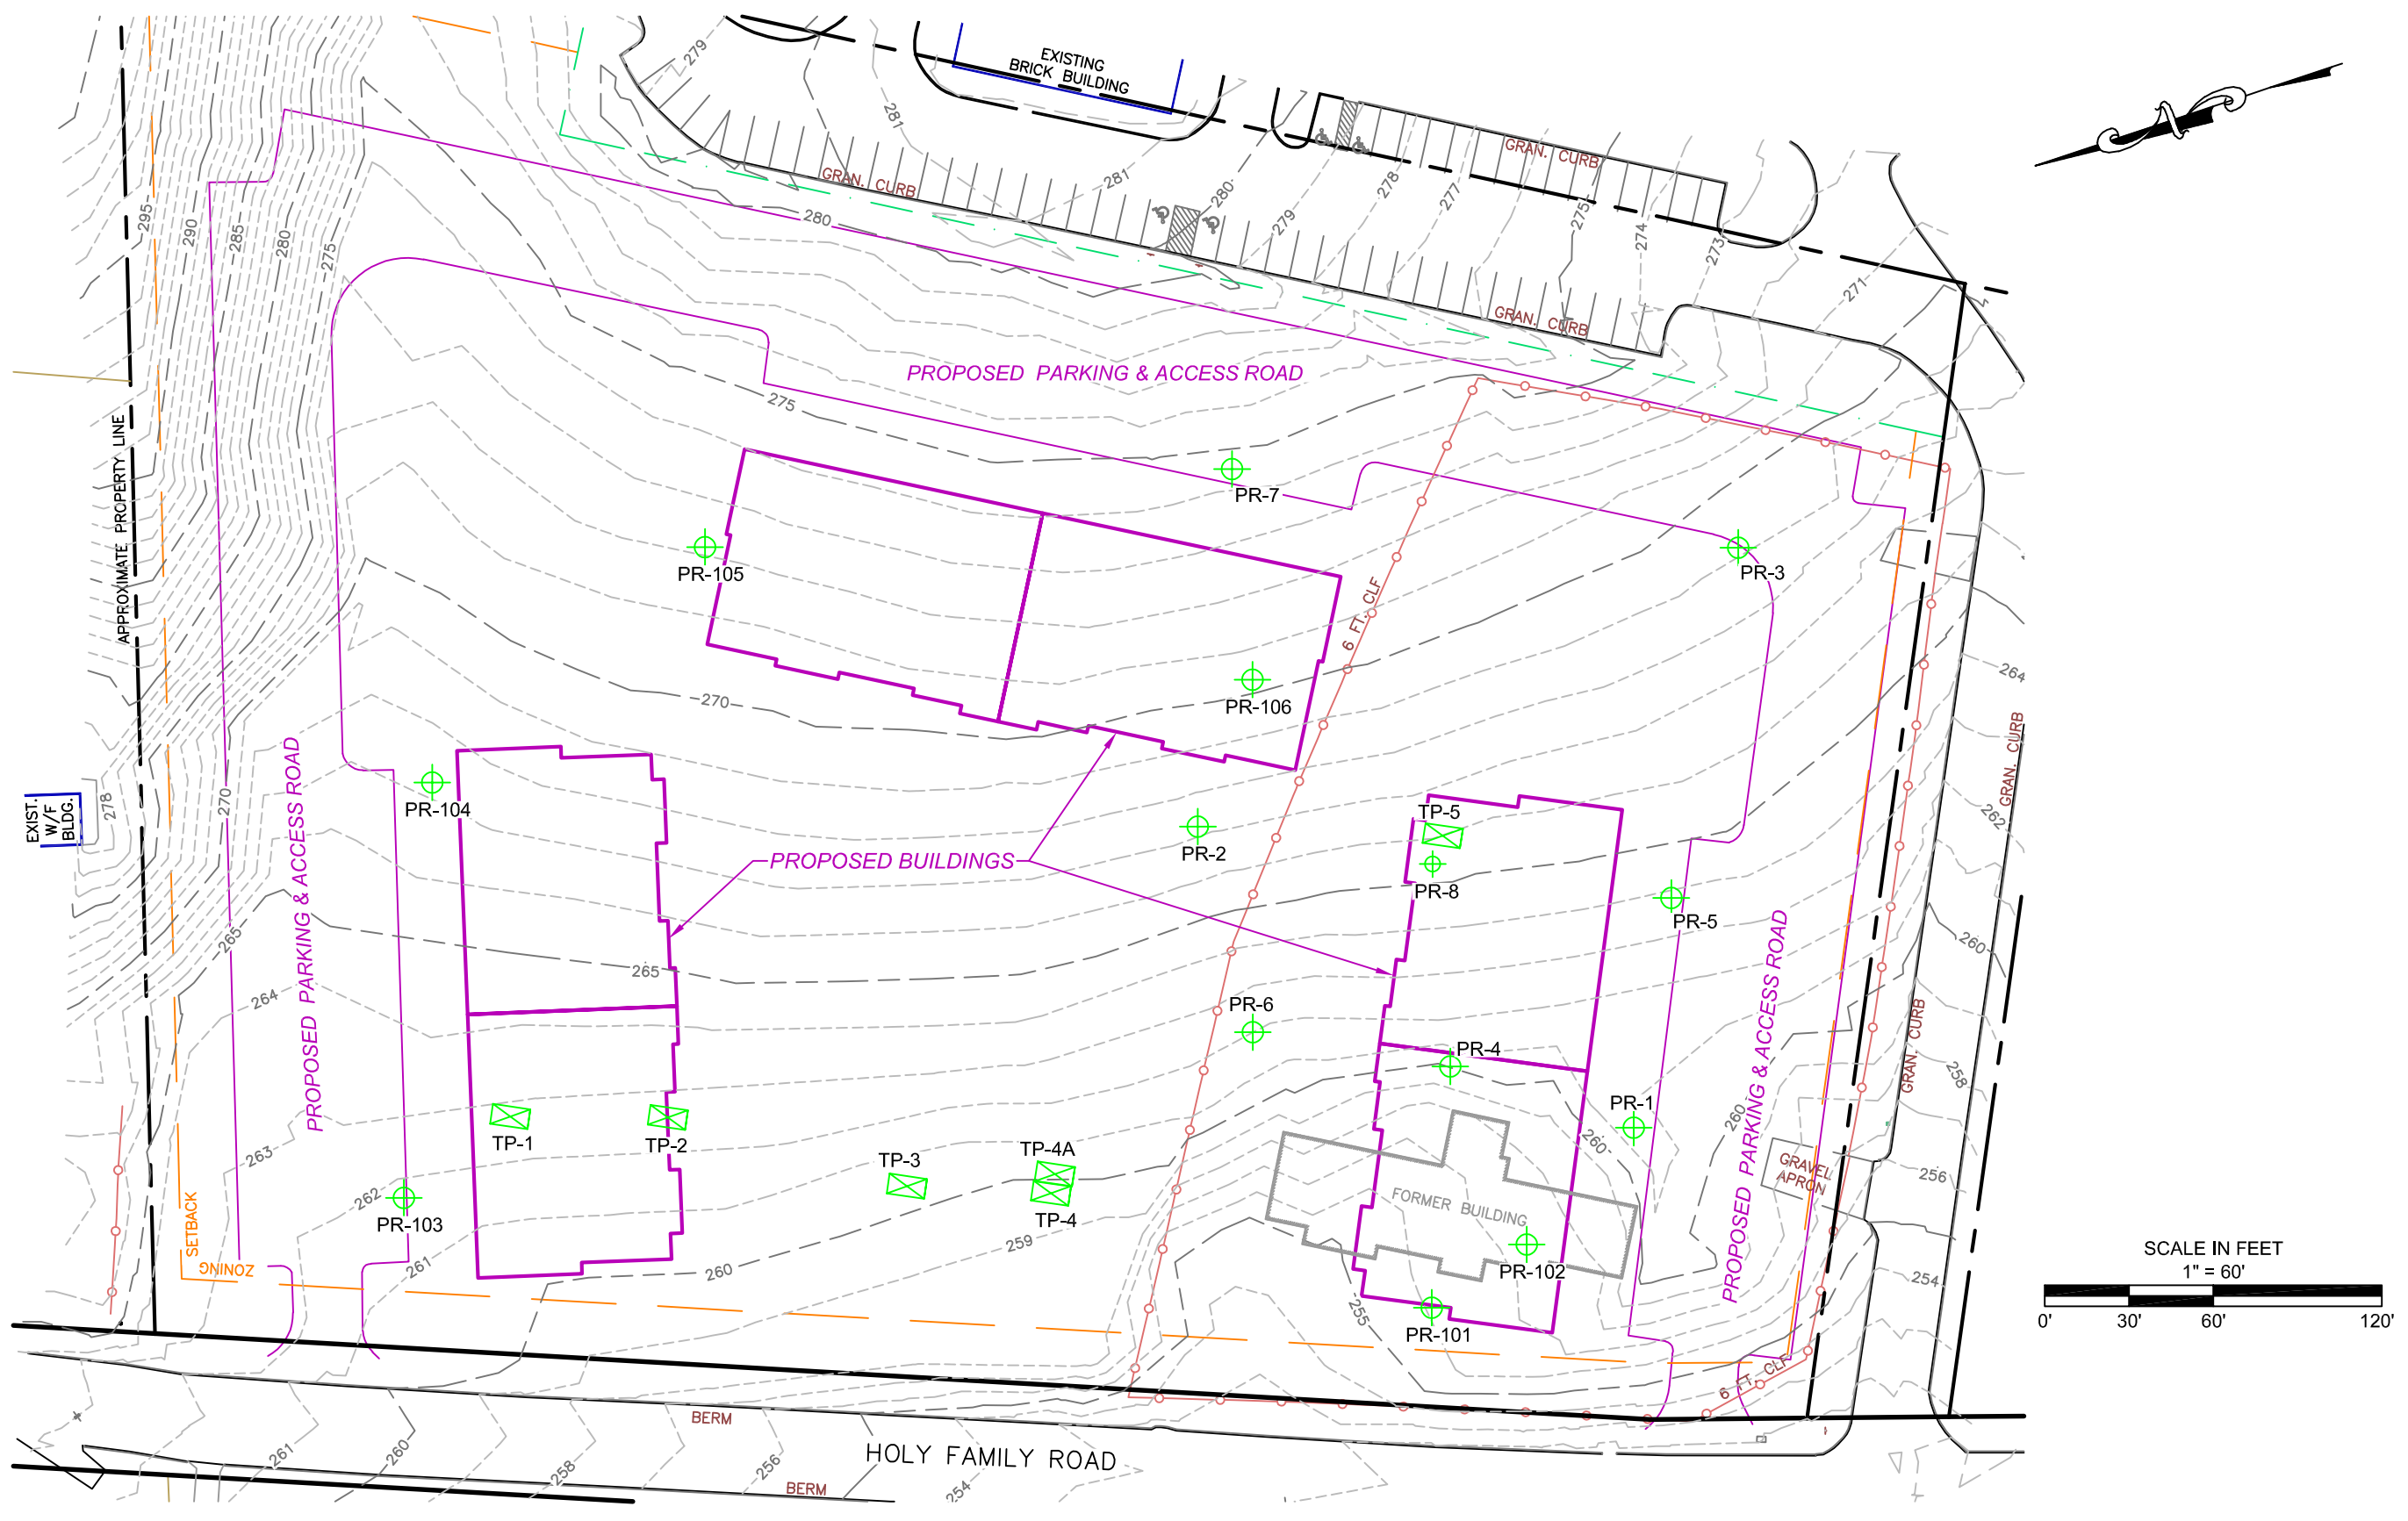 279
EXISTING
BRICK BUILDING
281
GRAN. CURB
GRAN. CURB
281
280
280
279
278
277
275
274
273
271
GRAN. CURB
295
290
285
280
275
N
PROPOSED PARKING & ACCESS ROAD
275
APPROXIMATE PROPERTY LINE
PR-7
PR-105
PR-3
6 FT. CLF
PR-106
270
264
GRAN. CURB
262
EXIST.
W/F
BLDG.
278
270
PROPOSED PARKING & ACCESS ROAD
PR-104
TP-5
PR-2
PROPOSED BUILDINGS
PR-8
PR-5
265
265
264
260
PROPOSED PARKING & ACCESS ROAD
PR-6
PR-4
GRAN. CURB
258
PR-1
260
260
TP-1
TP-2
TP-3
TP-4A
TP-4
263
262
PR-103
GRAVEL
APRON
256
FORMER BUILDING
SETBACK
ZONING
261
260
259
PR-102
254
255
PR-101
SCALE IN FEET
1" = 60'
0'
30'
60'
120'
6 FT. CLF
BERM
261
260
258
256
254
HOLY FAMILY ROAD
BERM